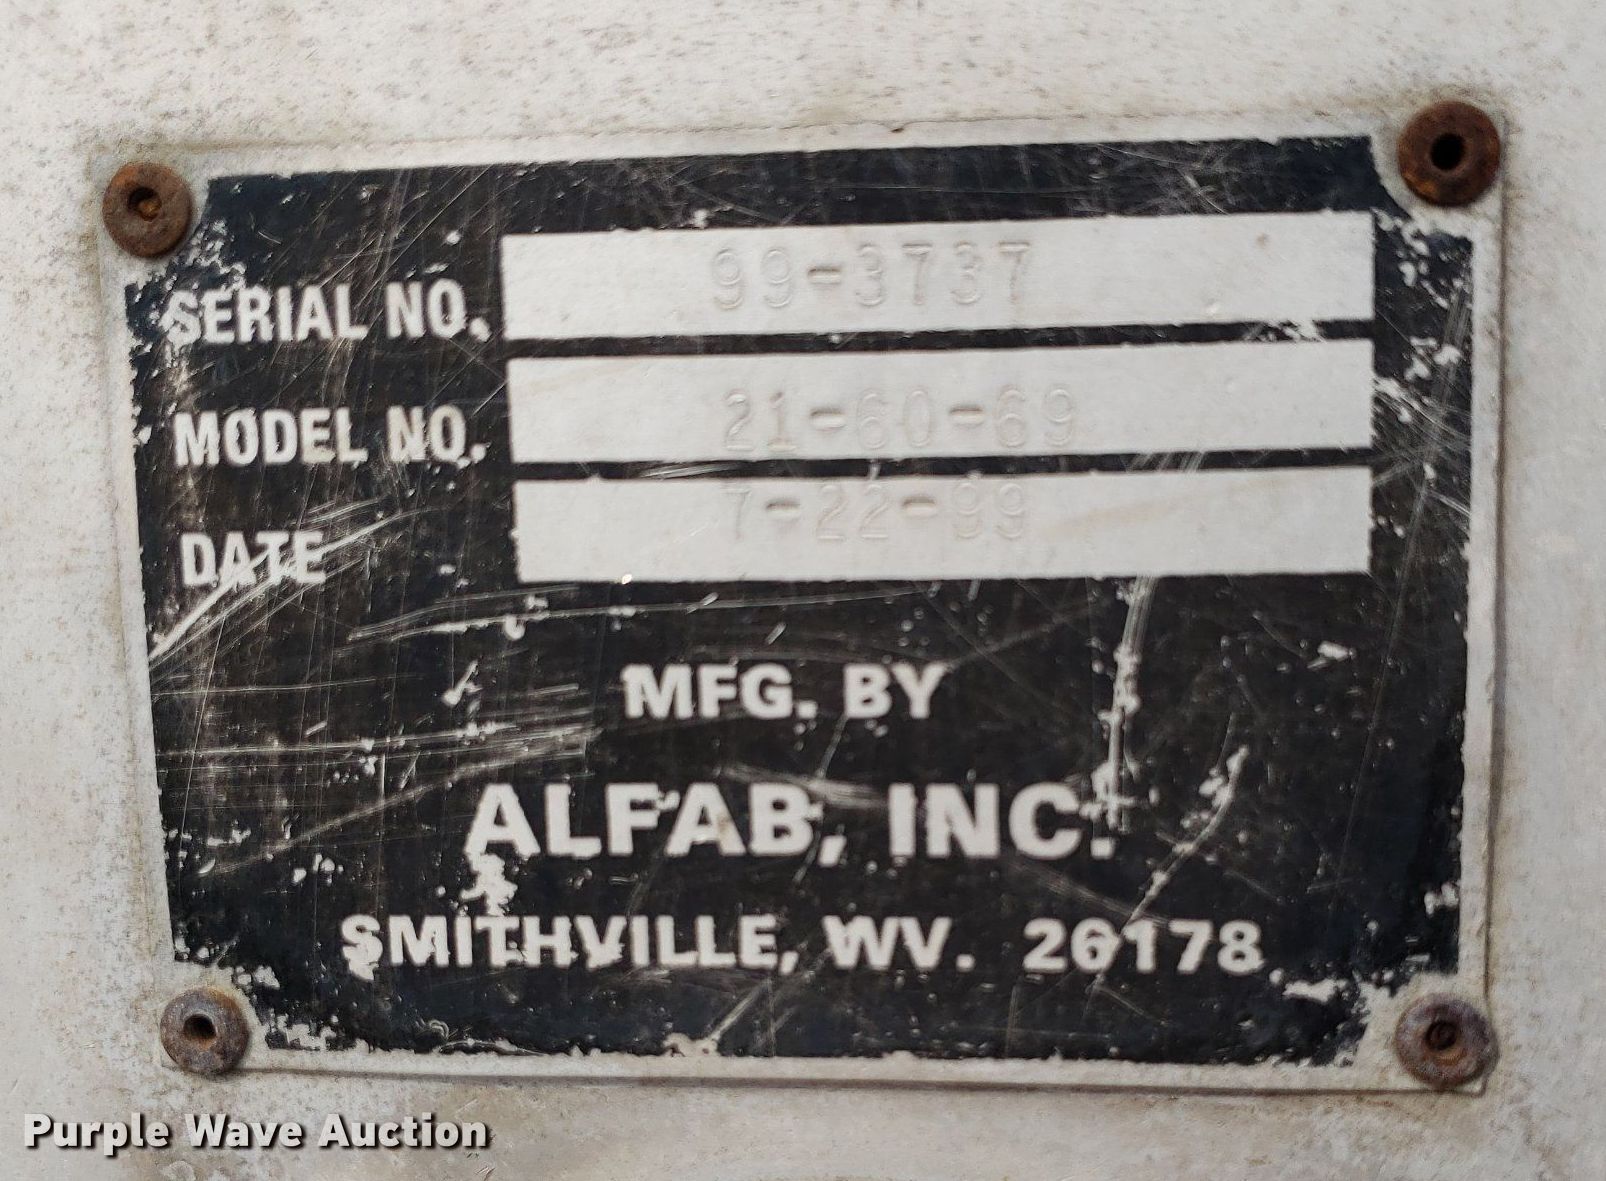 SERIAL NO. 99-3737
MODEL NO. 21-60-69
DATE 7-22-99
MFG. BY
ALFAB, INC.
SMITHVILLE, WV. 26178
Purple Wave Auction